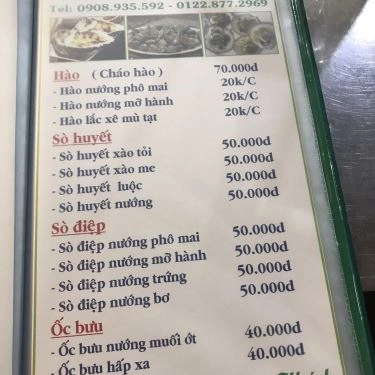 Tel: 0908.935.592 - 0122.877.2969
Hào ( Cháo hào ) 70.000đ
- Hào nướng phô mai 20k/C
- Hào nướng mỡ hành 20k/C
- Hào lắc xê mù tạt 20k/C
Sò huyết
- Sò huyết xào tỏi 50.000đ
- Sò huyết xào me 50.000đ
- Sò huyết luộc 50.000đ
- Sò huyết nướng 50.000đ
Sò điệp
- Sò điệp nướng phô mai 50.000đ
- Sò điệp nướng mỡ hành 50.000đ
- Sò điệp nướng trứng 50.000đ
- Sò điệp nướng bơ 50.000đ
Ốc bưu
- Ốc bưu nướng muối ớt 40.000đ
- Ốc bưu hấp xa 40.000đ